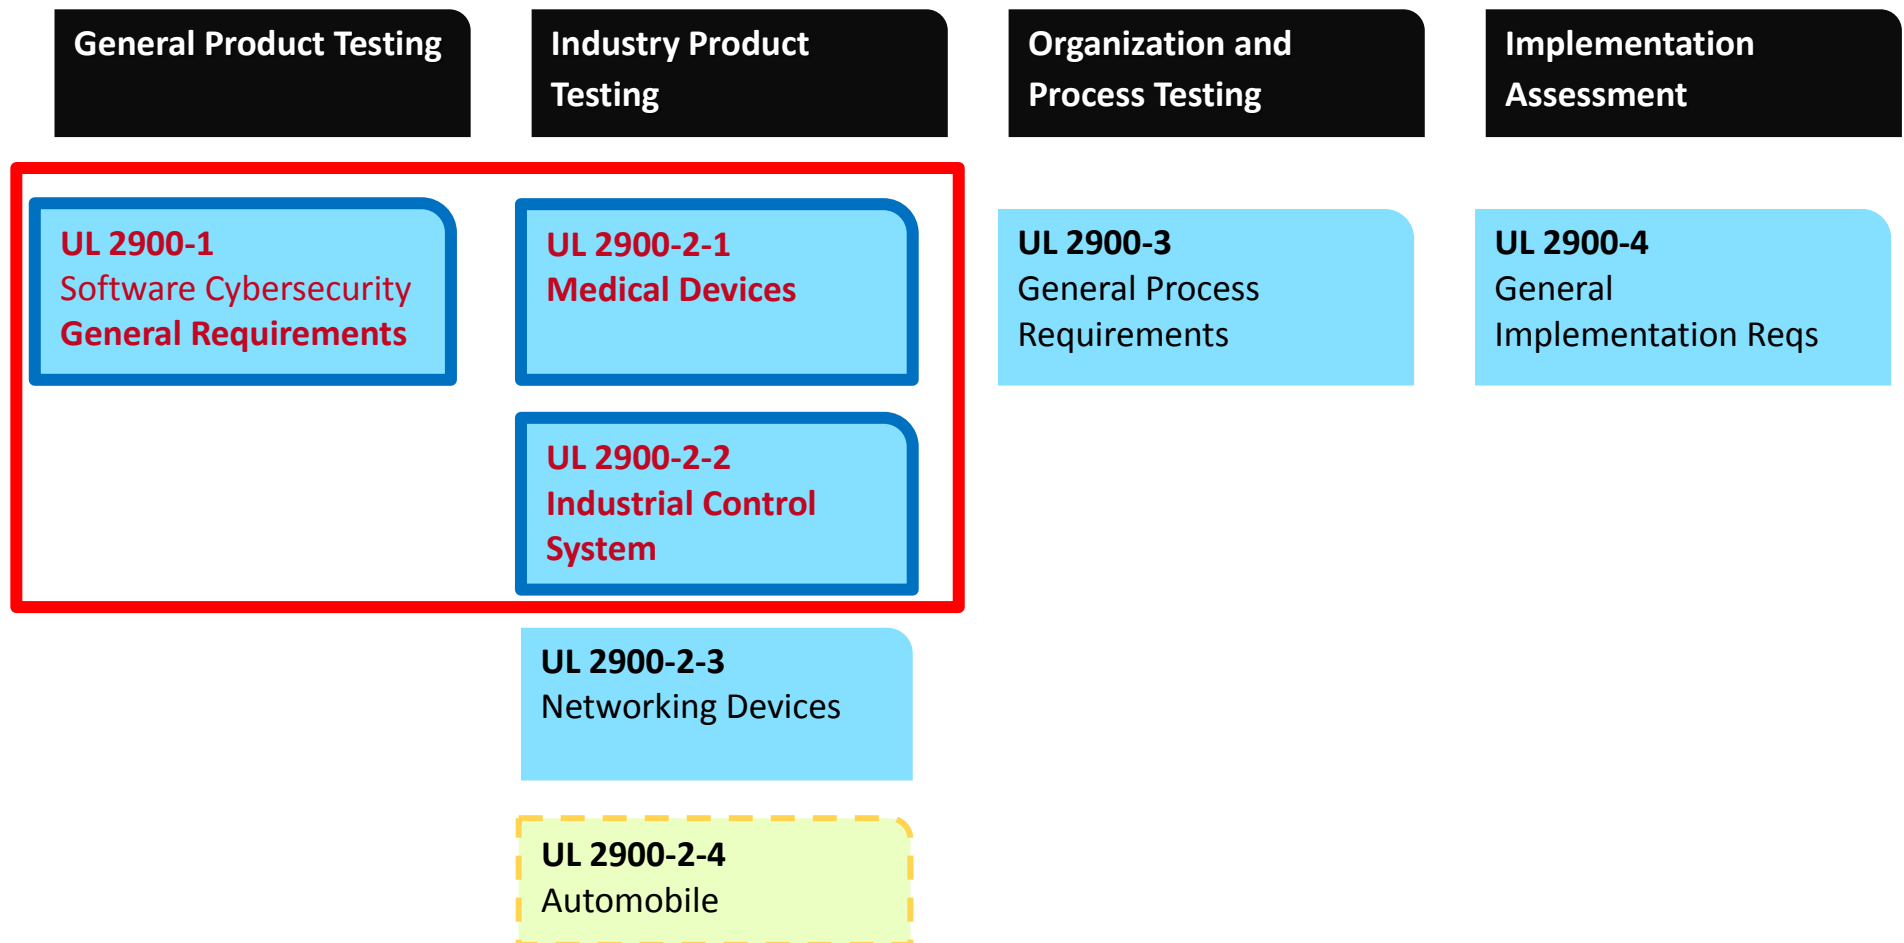 General Product Testing
Industry Product
Testing
Organization and
Process Testing
Implementation
Assessment
UL 2900-1
Software Cybersecurity
General Requirements
UL 2900-2-1
Medical Devices
UL 2900-3
General Process
Requirements
UL 2900-4
General
Implementation Reqs
UL 2900-2-2
Industrial Control
System
UL 2900-2-3
Networking Devices
UL 2900-2-4
Automobile